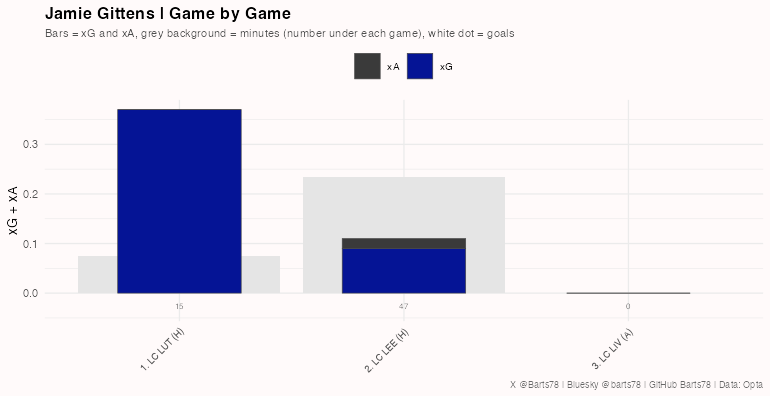 Jamie Gittens | Game by Game
Bars = xG and xA, grey background = minutes (number under each game), white dot = goals
xA xG
xG + xA
0.3
0.2
0.1
0.0
15 47 0
1. LC LUT (H) 2. LC LEE (H) 3. LC LIV (A)
X @Barts78 | Bluesky @barts78 | GitHub Barts78 | Data: Opta